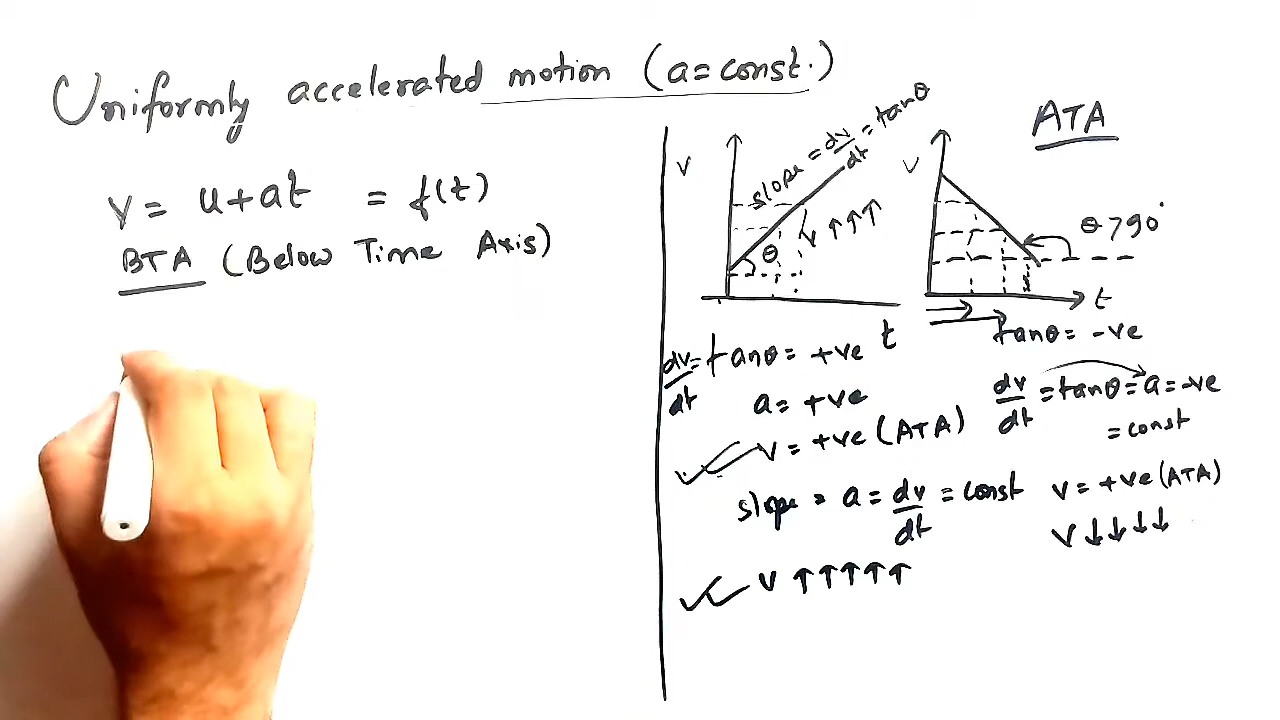 Uniformly accelerated motion (a=const.)
v = u+at = f(t)
BTA (Below Time Axis)
ATA
v
slope = dv/dt = tanθ
v ↑↑↑
θ
t
dv/dt = tanθ = +ve
a = +ve
v = +ve (ATA)
slope = a = dv/dt = const
v ↑↑↑↑↑
v
θ>90°
t
tanθ = -ve
dv/dt = tanθ = a = -ve
= const
v = +ve (ATA)
v ↓↓↓↓